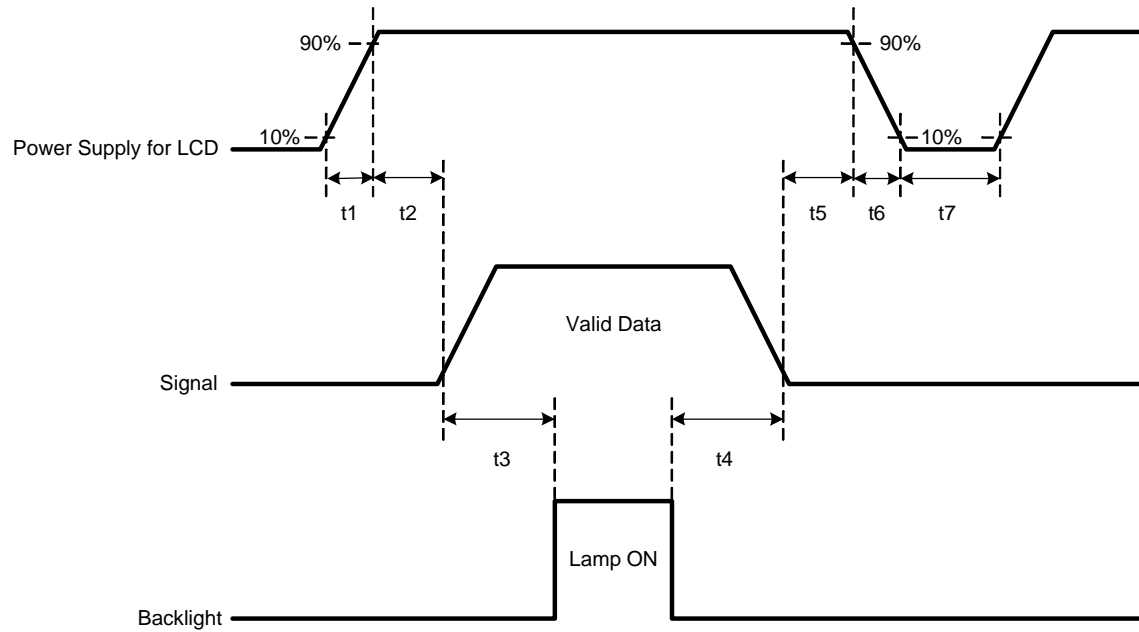 90%
90%
10%
10%
Power Supply for LCD
t1
t2
t5
t6
t7
Valid Data
Signal
t3
t4
Lamp ON
Backlight